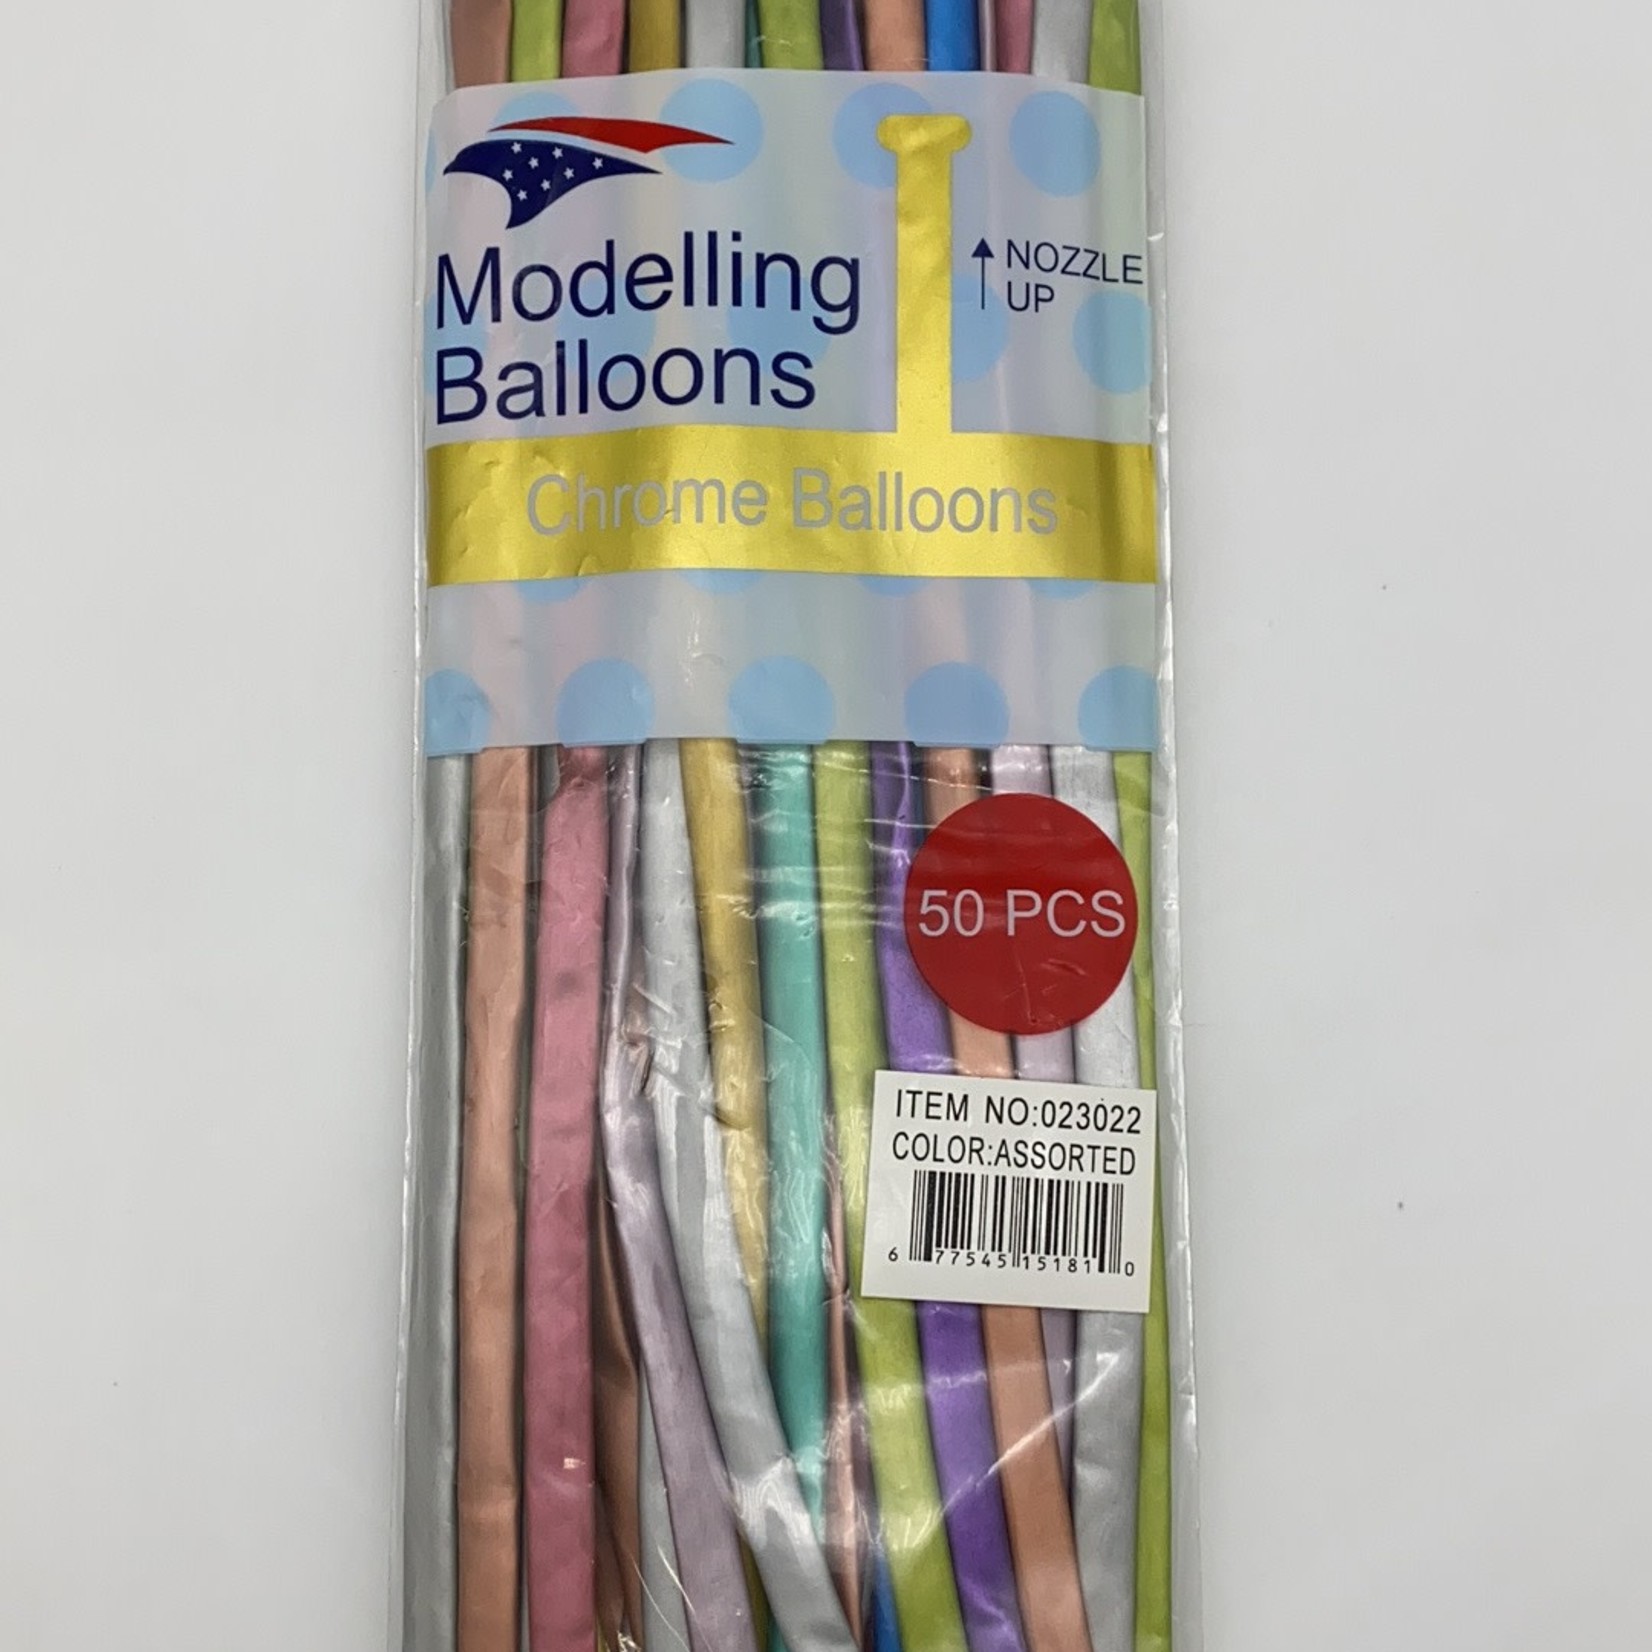 Modelling
Balloons
NOZZLE
UP
Chrome Balloons
50 PCS
ITEM NO:023022
COLOR:ASSORTED
6 77545 15181 0